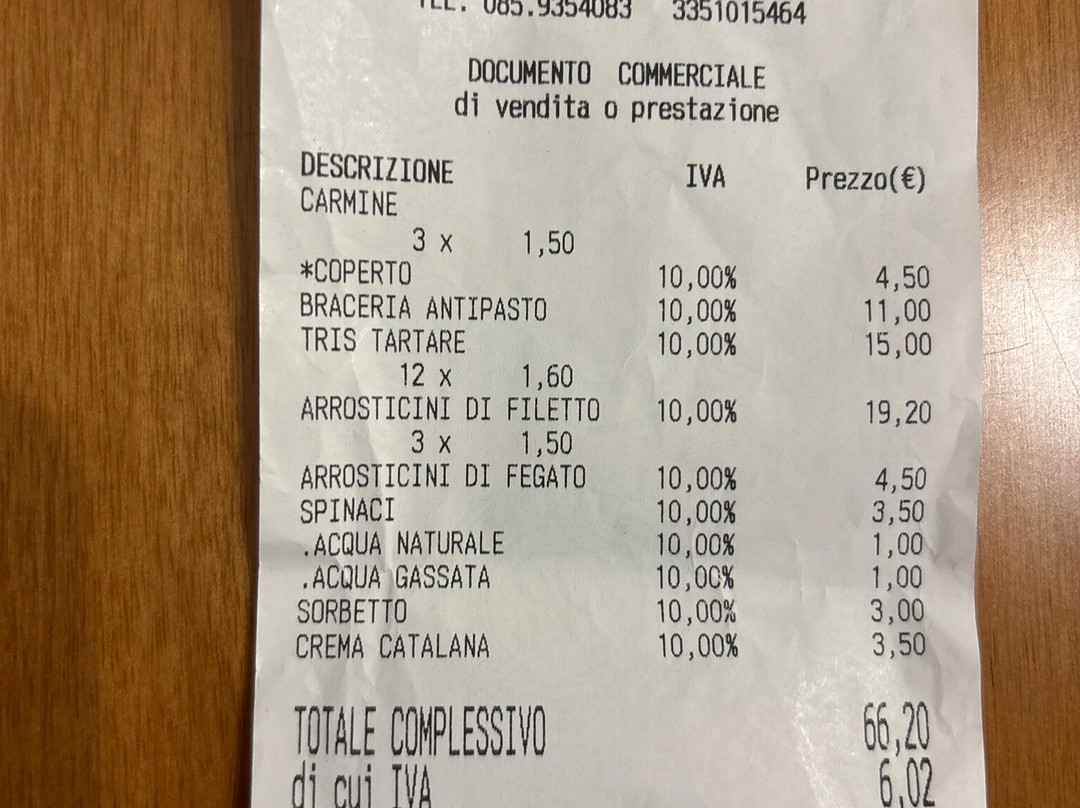 TEL. 085.9354083 3351015464
DOCUMENTO COMMERCIALE
di vendita o prestazione
DESCRIZIONE IVA Prezzo(€)
CARMINE
3 x 1,50
*COPERTO 10,00% 4,50
BRACERIA ANTIPASTO 10,00% 11,00
TRIS TARTARE 10,00% 15,00
12 x 1,60
ARROSTICINI DI FILETTO 10,00% 19,20
3 x 1,50
ARROSTICINI DI FEGATO 10,00% 4,50
SPINACI 10,00% 3,50
.ACQUA NATURALE 10,00% 1,00
.ACQUA GASSATA 10,00% 1,00
SORBETTO 10,00% 3,00
CREMA CATALANA 10,00% 3,50
TOTALE COMPLESSIVO 66,20
di cui IVA 6,02